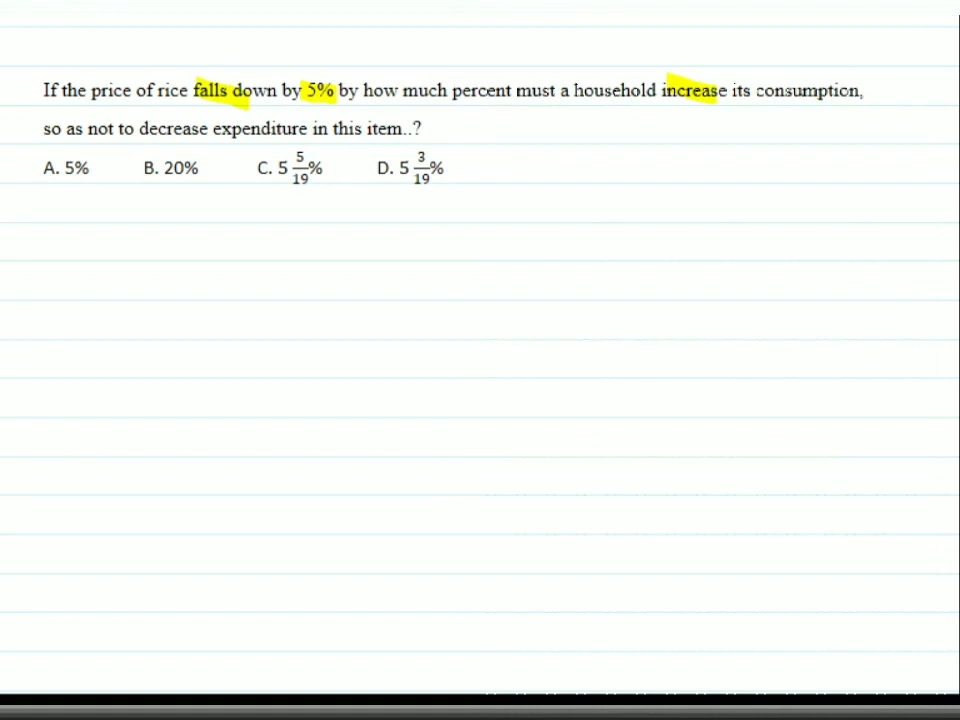 If the price of rice falls down by 5% by how much percent must a household increase its consumption,
so as not to decrease expenditure in this item..?
A. 5% B. 20% C. 5 5/19% D. 5 3/19%